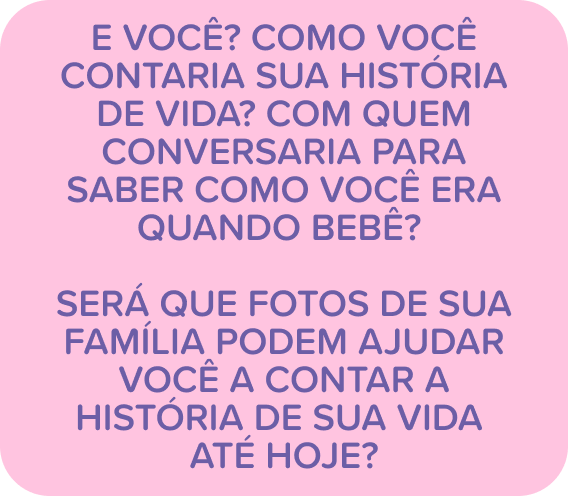 E VOCÊ? COMO VOCÊ
CONTARIA SUA HISTÓRIA
DE VIDA? COM QUEM
CONVERSARIA PARA
SABER COMO VOCÊ ERA
QUANDO BEBÊ?
SERÁ QUE FOTOS DE SUA
FAMÍLIA PODEM AJUDAR
VOCÊ A CONTAR A
HISTÓRIA DE SUA VIDA
ATÉ HOJE?